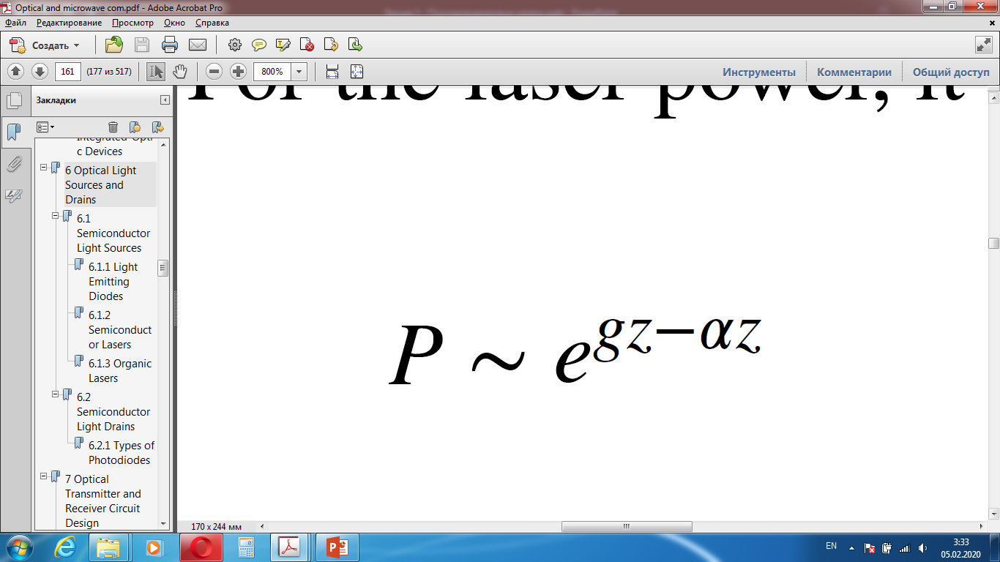 Optical and microwave com.pdf - Adobe Acrobat Pro
Файл Редактирование Просмотр Окно Справка
Создать
161 (177 из 517) 800% Инструменты Комментарии Общий доступ
For the laser power, it
Закладки
Integrated-Opti
c Devices
6 Optical Light
Sources and
Drains
6.1
Semiconductor
Light Sources
6.1.1 Light
Emitting
Diodes
6.1.2
Semiconduct
or Lasers
6.1.3 Organic
Lasers
6.2
Semiconductor
Light Drains
6.2.1 Types of
Photodiodes
7 Optical
Transmitter and
Receiver Circuit
Design
P ~ e^{gz−αz}
170 x 244 мм
EN 3:33
05.02.2020